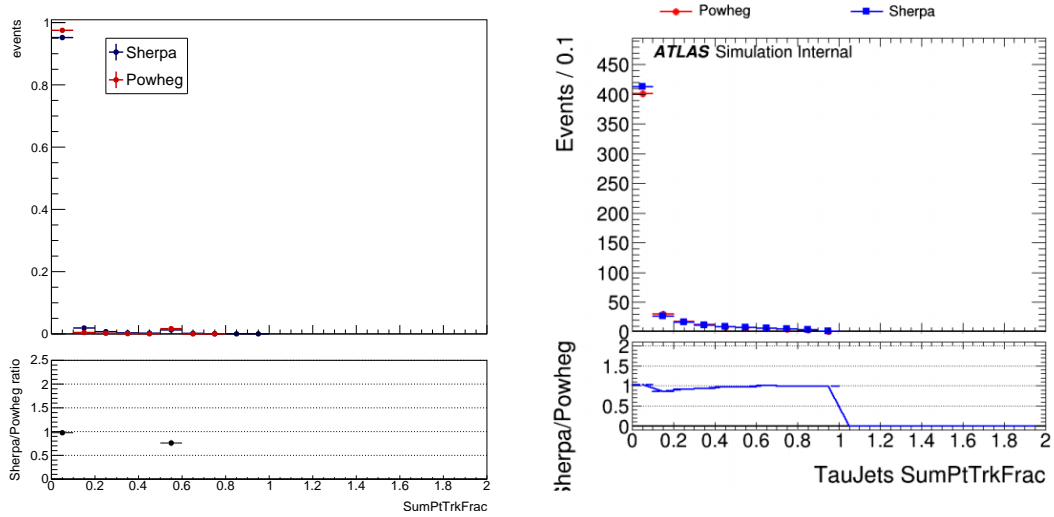 events
1
0.8
0.6
0.4
0.2
0
Sherpa
Powheg
Sherpa/Powheg ratio
2.5
2
1.5
1
0.5
0
0 0.2 0.4 0.6 0.8 1 1.2 1.4 1.6 1.8 2
SumPtTrkFrac
Powheg Sherpa
ATLAS Simulation Internal
Events / 0.1
450
400
350
300
250
200
150
100
50
0
Sherpa/Powheg
2
1.5
1
0.5
0
0 0.2 0.4 0.6 0.8 1 1.2 1.4 1.6 1.8 2
TauJets SumPtTrkFrac